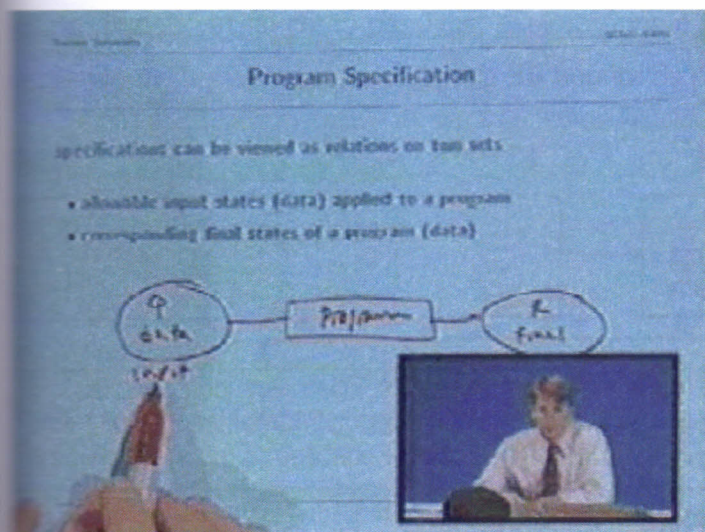 Program Specification
specifications can be viewed as relations on two sets
• allowable input states (data) applied to a program
• corresponding final states of a program (data)
Q Program R
data final
input